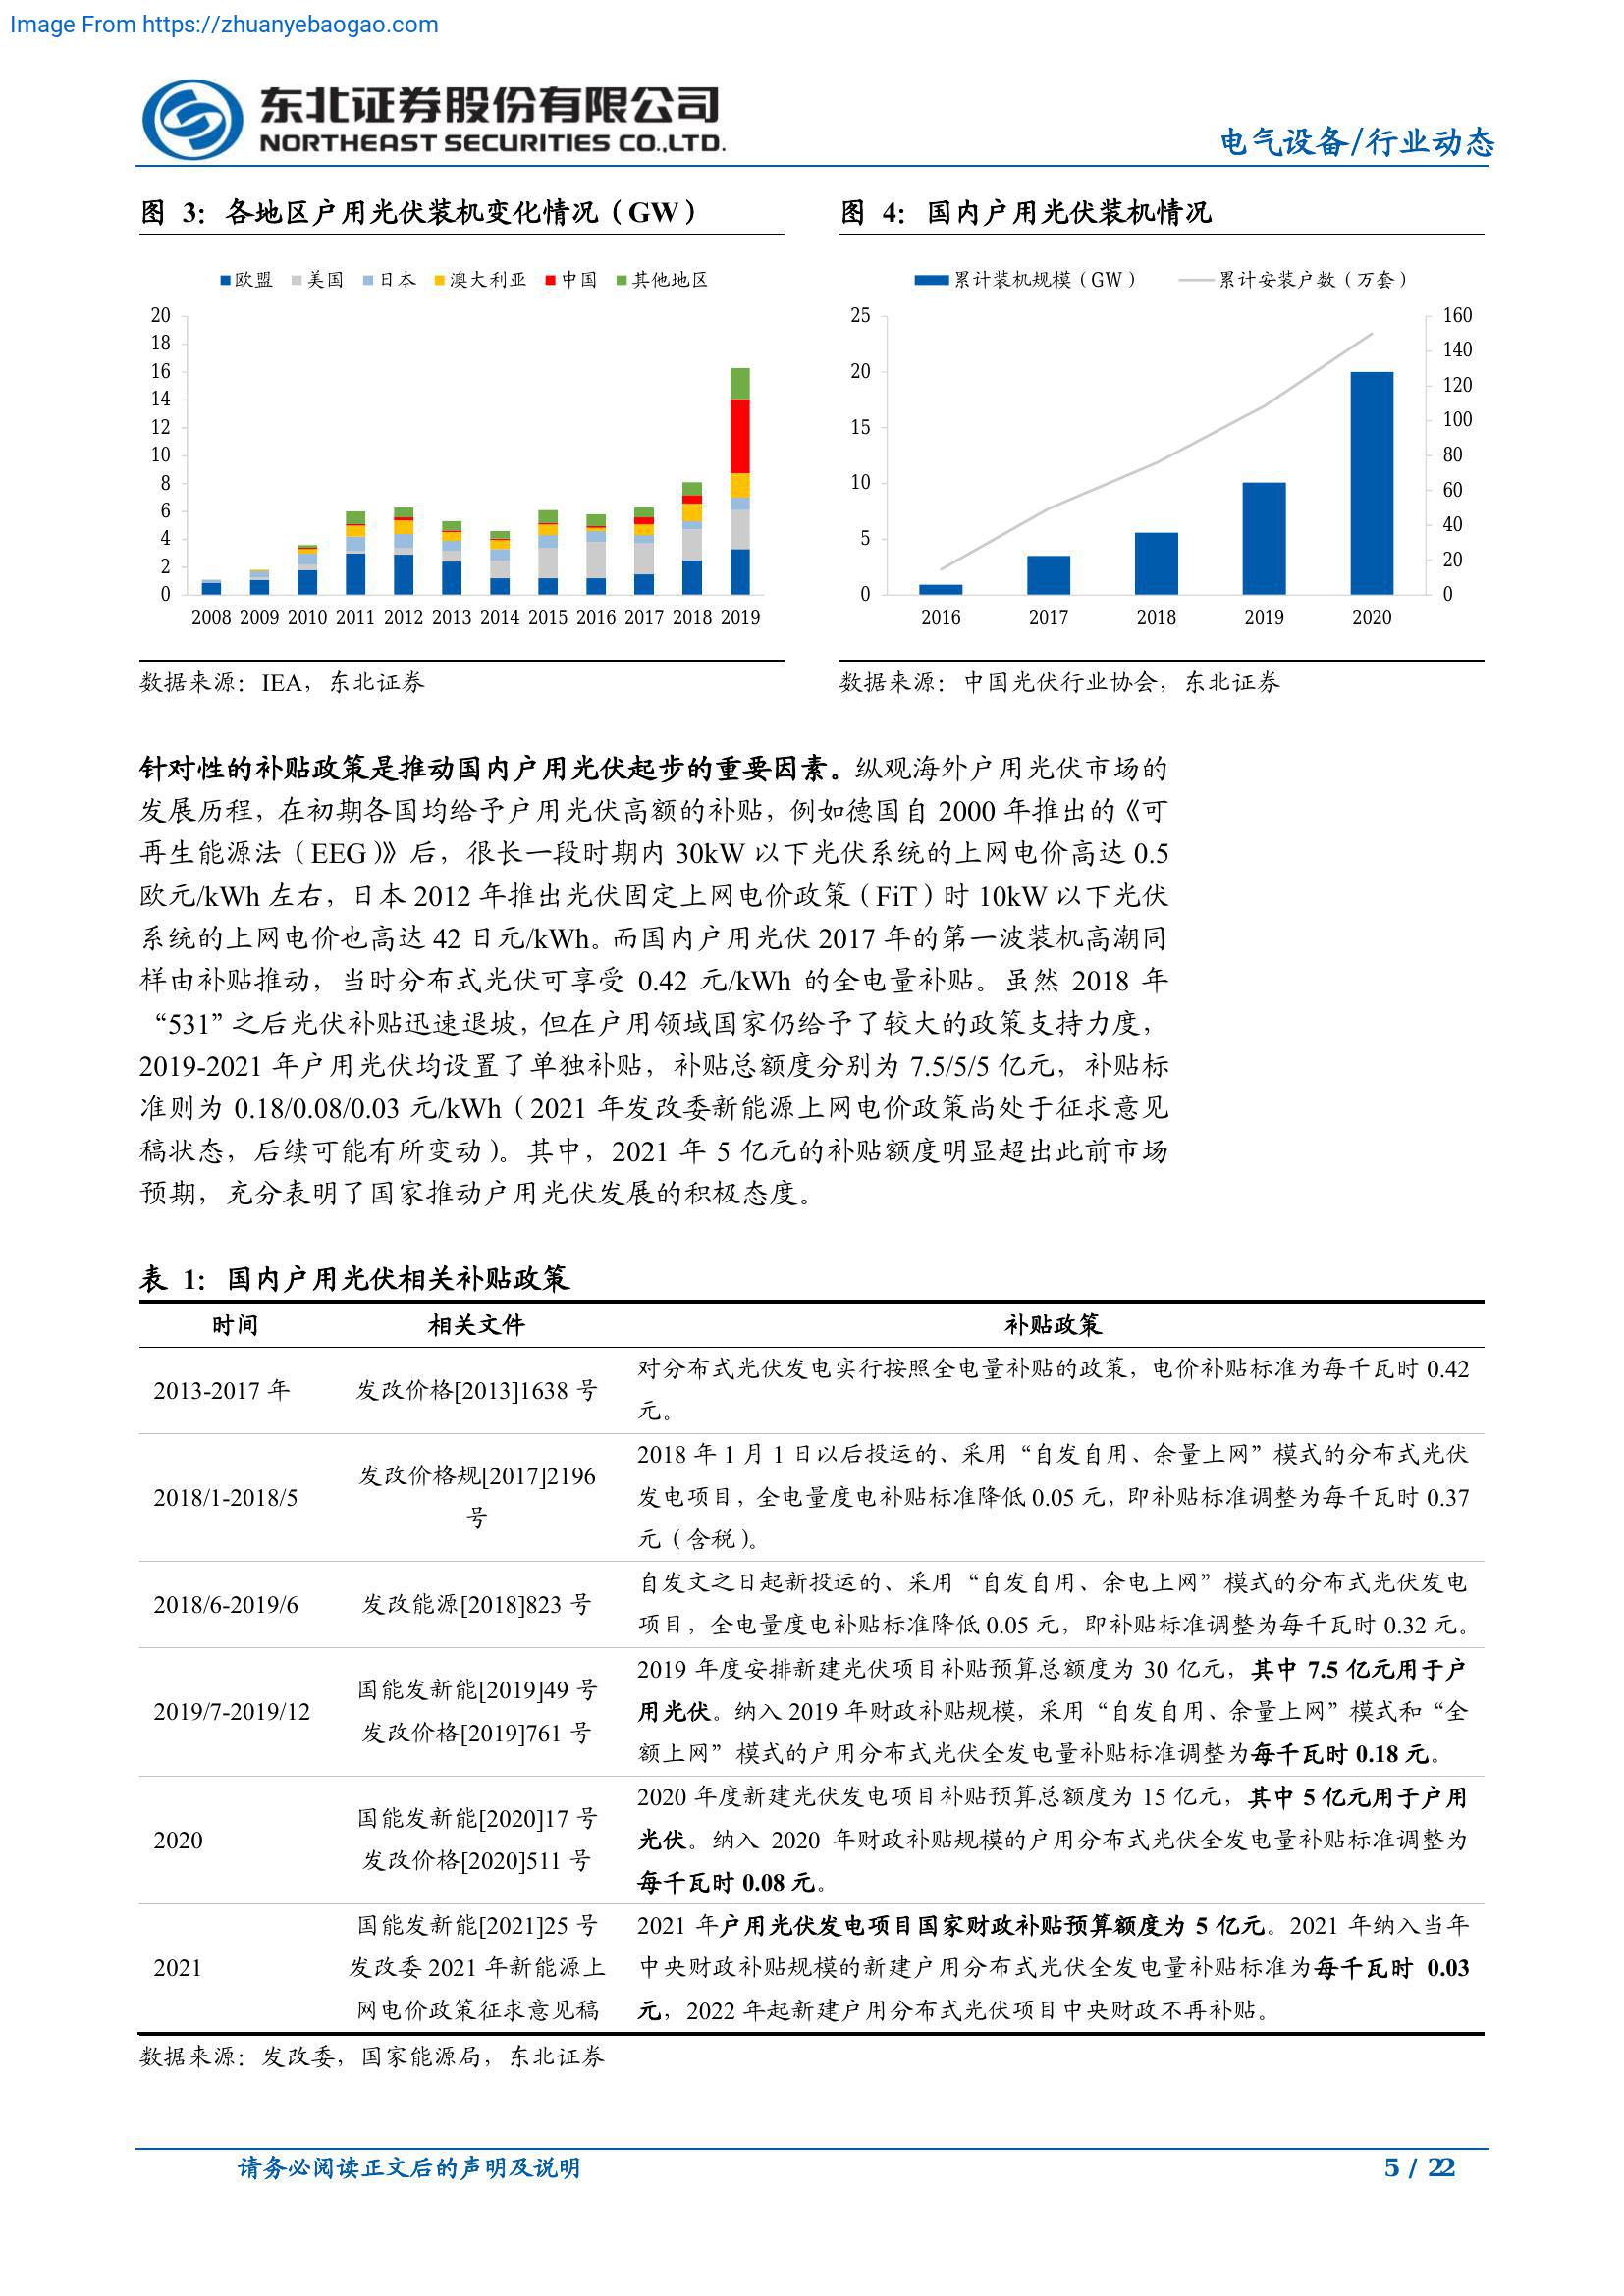 Image From https://zhuanyebaogao.com
东北证券股份有限公司
NORTHEAST SECURITIES CO.,LTD.
电气设备/行业动态
图 3：各地区户用光伏装机变化情况（GW）
欧盟 美国 日本 澳大利亚 中国 其他地区
20
18
16
14
12
10
8
6
4
2
0
2008 2009 2010 2011 2012 2013 2014 2015 2016 2017 2018 2019
数据来源：IEA，东北证券
图 4：国内户用光伏装机情况
累计装机规模（GW） 累计安装户数（万套）
25
20
15
10
5
0
160
140
120
100
80
60
40
20
0
2016 2017 2018 2019 2020
数据来源：中国光伏行业协会，东北证券
针对性的补贴政策是推动国内户用光伏起步的重要因素。纵观海外户用光伏市场的
发展历程，在初期各国均给予户用光伏高额的补贴，例如德国自 2000 年推出的《可
再生能源法（EEG）》后，很长一段时期内 30kW 以下光伏系统的上网电价高达 0.5
欧元/kWh 左右，日本 2012 年推出光伏固定上网电价政策（FiT）时 10kW 以下光伏
系统的上网电价也高达 42 日元/kWh。而国内户用光伏 2017 年的第一波装机高潮同
样由补贴推动，当时分布式光伏可享受 0.42 元/kWh 的全电量补贴。虽然 2018 年
“531”之后光伏补贴迅速退坡，但在户用领域国家仍给予了较大的政策支持力度，
2019-2021 年户用光伏均设置了单独补贴，补贴总额度分别为 7.5/5/5 亿元，补贴标
准则为 0.18/0.08/0.03 元/kWh（2021 年发改委新能源上网电价政策尚处于征求意见
稿状态，后续可能有所变动）。其中，2021 年 5 亿元的补贴额度明显超出此前市场
预期，充分表明了国家推动户用光伏发展的积极态度。
表 1：国内户用光伏相关补贴政策
时间 相关文件 补贴政策
2013-2017 年
发改价格[2013]1638 号
对分布式光伏发电实行按照全电量补贴的政策，电价补贴标准为每千瓦时 0.42
元。
2018/1-2018/5
发改价格规[2017]2196
号
2018 年 1 月 1 日以后投运的、采用“自发自用、余量上网”模式的分布式光伏
发电项目，全电量度电补贴标准降低 0.05 元，即补贴标准调整为每千瓦时 0.37
元（含税）。
2018/6-2019/6
发改能源[2018]823 号
自发文之日起新投运的、采用“自发自用、余电上网”模式的分布式光伏发电
项目，全电量度电补贴标准降低 0.05 元，即补贴标准调整为每千瓦时 0.32 元。
2019/7-2019/12
国能发新能[2019]49 号
发改价格[2019]761 号
2019 年度安排新建光伏项目补贴预算总额度为 30 亿元，其中 7.5 亿元用于户
用光伏。纳入 2019 年财政补贴规模，采用“自发自用、余量上网”模式和“全
额上网”模式的户用分布式光伏全发电量补贴标准调整为每千瓦时 0.18 元。
2020
国能发新能[2020]17 号
发改价格[2020]511 号
2020 年度新建光伏发电项目补贴预算总额度为 15 亿元，其中 5 亿元用于户用
光伏。纳入 2020 年财政补贴规模的户用分布式光伏全发电量补贴标准调整为
每千瓦时 0.08 元。
2021
国能发新能[2021]25 号
发改委 2021 年新能源上
网电价政策征求意见稿
2021 年户用光伏发电项目国家财政补贴预算额度为 5 亿元。2021 年纳入当年
中央财政补贴规模的新建户用分布式光伏全发电量补贴标准为每千瓦时 0.03
元，2022 年起新建户用分布式光伏项目中央财政不再补贴。
数据来源：发改委，国家能源局，东北证券
请务必阅读正文后的声明及说明
5 / 22